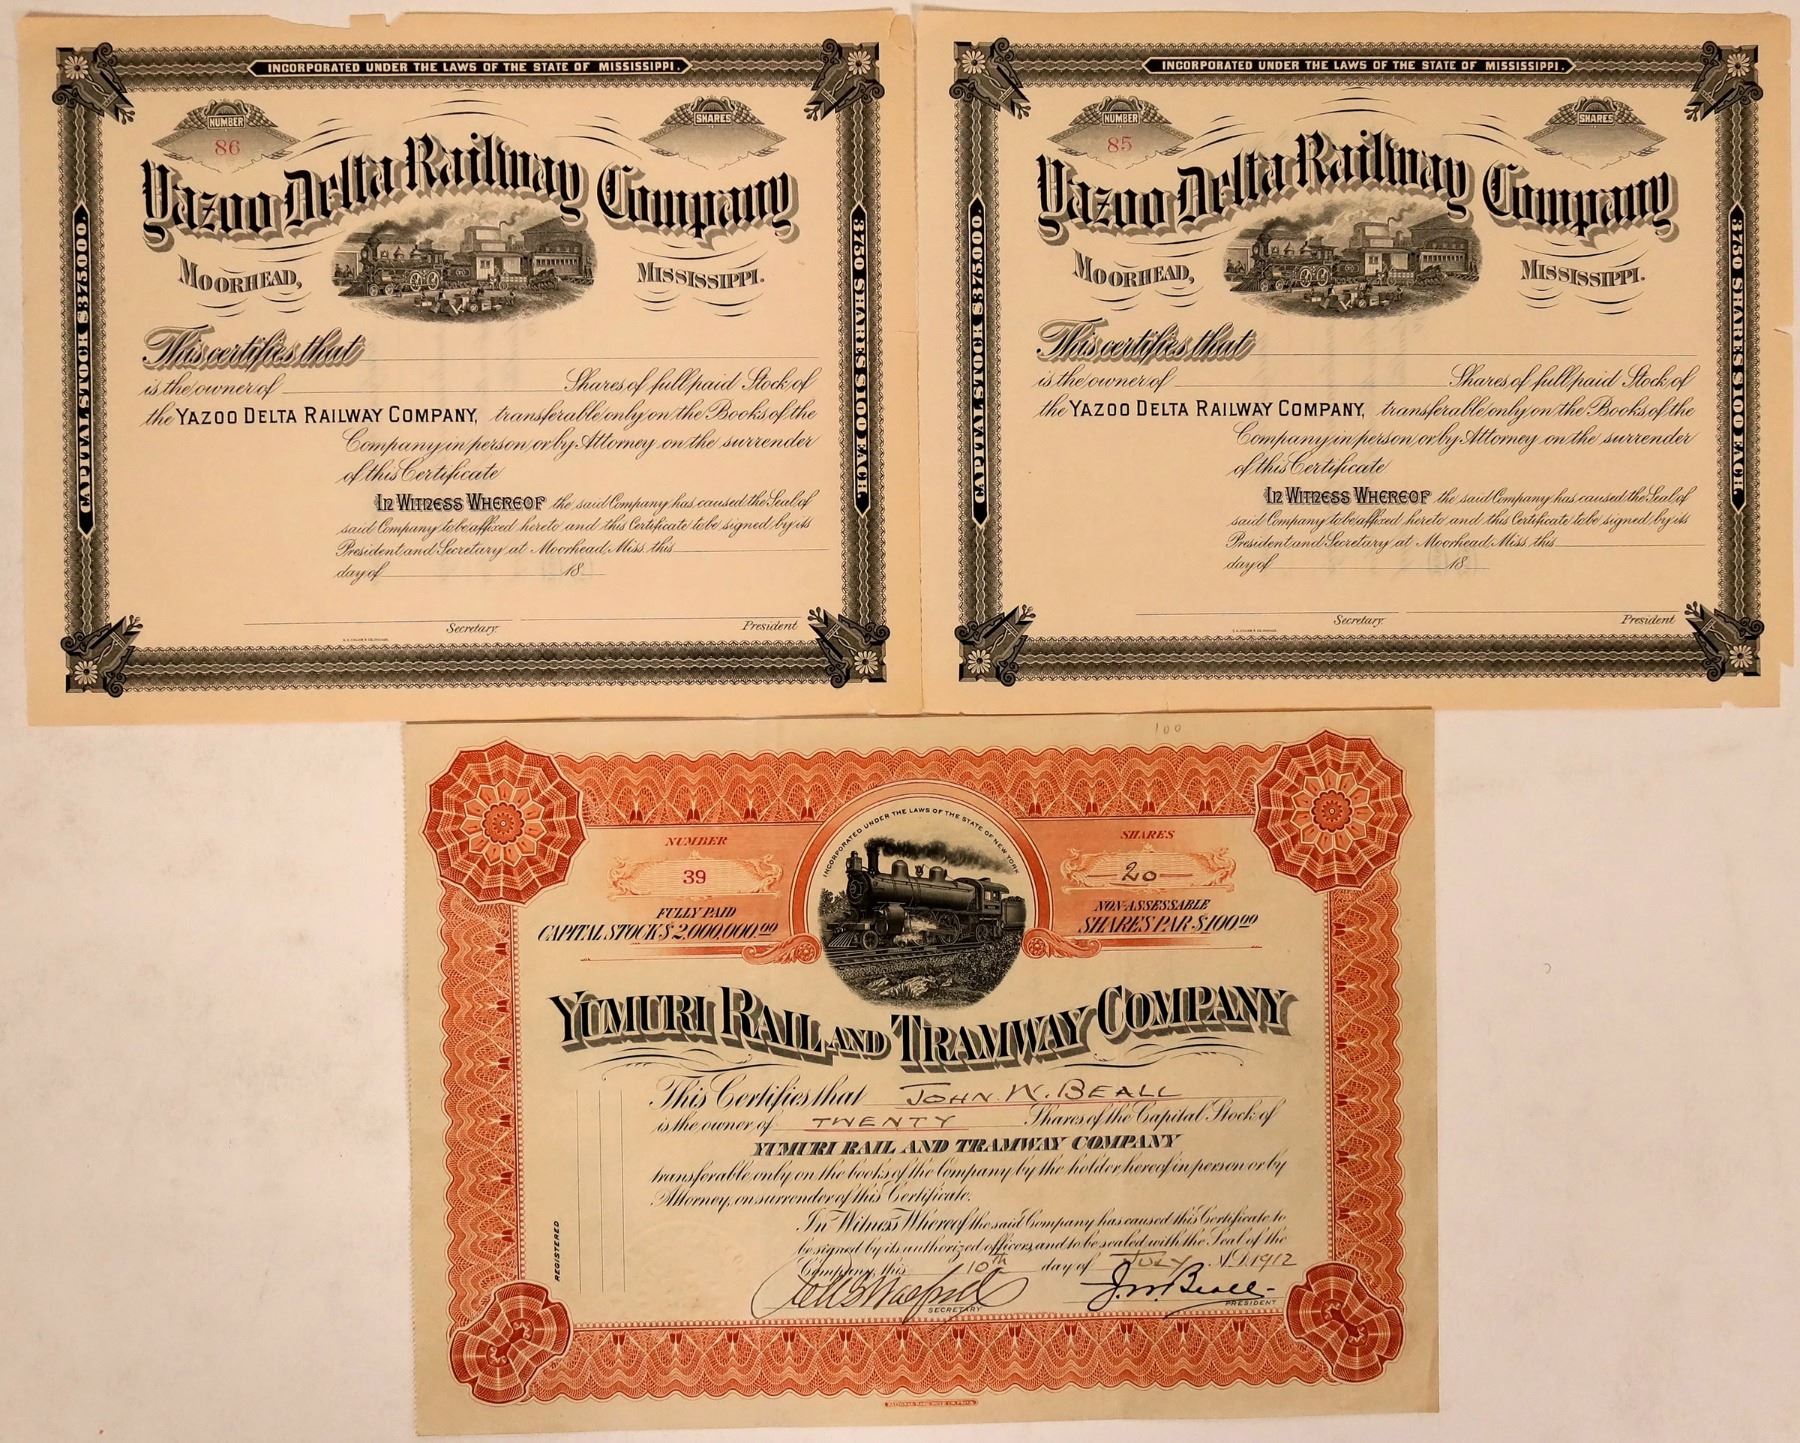 INCORPORATED UNDER THE LAWS OF THE STATE OF MISSISSIPPI.
NUMBER
86
SHARES
Yazoo Delta Railway Company
MOORHEAD,
MISSISSIPPI.
CAPITAL STOCK $375.000.
3750 SHARES $100 EACH.
This certifies that
is the owner of Shares of full paid Stock of
the YAZOO DELTA RAILWAY COMPANY, transferable only on the Books of the
Company in person or by Attorney on the surrender
of this Certificate
In Witness Whereof the said Company has caused the Seal of
said Company to be affixed hereto and this Certificate to be signed by its
President and Secretary at Moorhead, Miss. this
day of 18
Secretary.
President
INCORPORATED UNDER THE LAWS OF THE STATE OF MISSISSIPPI.
NUMBER
85
SHARES
Yazoo Delta Railway Company
MOORHEAD,
MISSISSIPPI.
CAPITAL STOCK $375.000.
3750 SHARES $100 EACH.
This certifies that
is the owner of Shares of full paid Stock of
the YAZOO DELTA RAILWAY COMPANY, transferable only on the Books of the
Company in person or by Attorney on the surrender
of this Certificate
In Witness Whereof the said Company has caused the Seal of
said Company to be affixed hereto and this Certificate to be signed by its
President and Secretary at Moorhead, Miss. this
day of 18
Secretary.
President
100
INCORPORATED UNDER THE LAWS OF THE STATE OF NEW YORK
NUMBER
39
SHARES
20
FULLY PAID
CAPITAL STOCK $2,000,000.00
NON-ASSESSABLE
SHARES PAR $100.00
YUMURI RAIL AND TRAMWAY COMPANY
This Certifies that JOHN. W. BEALL
is the owner of TWENTY Shares of the Capital Stock of
YUMURI RAIL AND TRAMWAY COMPANY
transferable only on the books of the Company by the holder hereof in person or by
Attorney, on surrender of this Certificate.
In Witness Whereof the said Company has caused this Certificate to
be signed by its authorized officers, and to be sealed with the Seal of the
Company, this 10th day of JULY A.D. 1912
J. W. Beall
SECRETARY
PRESIDENT
REGISTERED